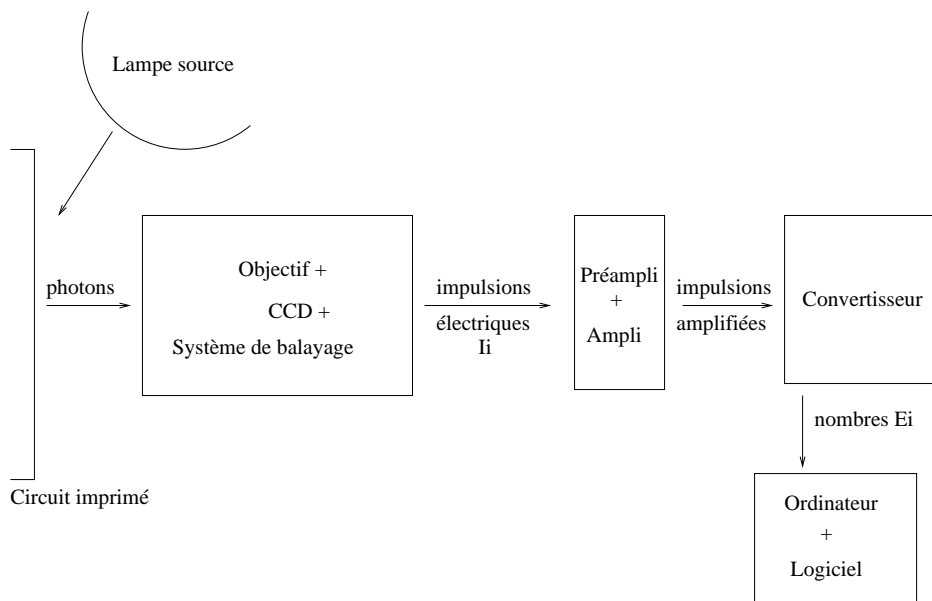 Lampe source
photons
Circuit imprimé
Objectif +
CCD +
Système de balayage
impulsions
électriques
Ii
Préampli
+
Ampli
impulsions
amplifiées
Convertisseur
nombres Ei
Ordinateur
+
Logiciel